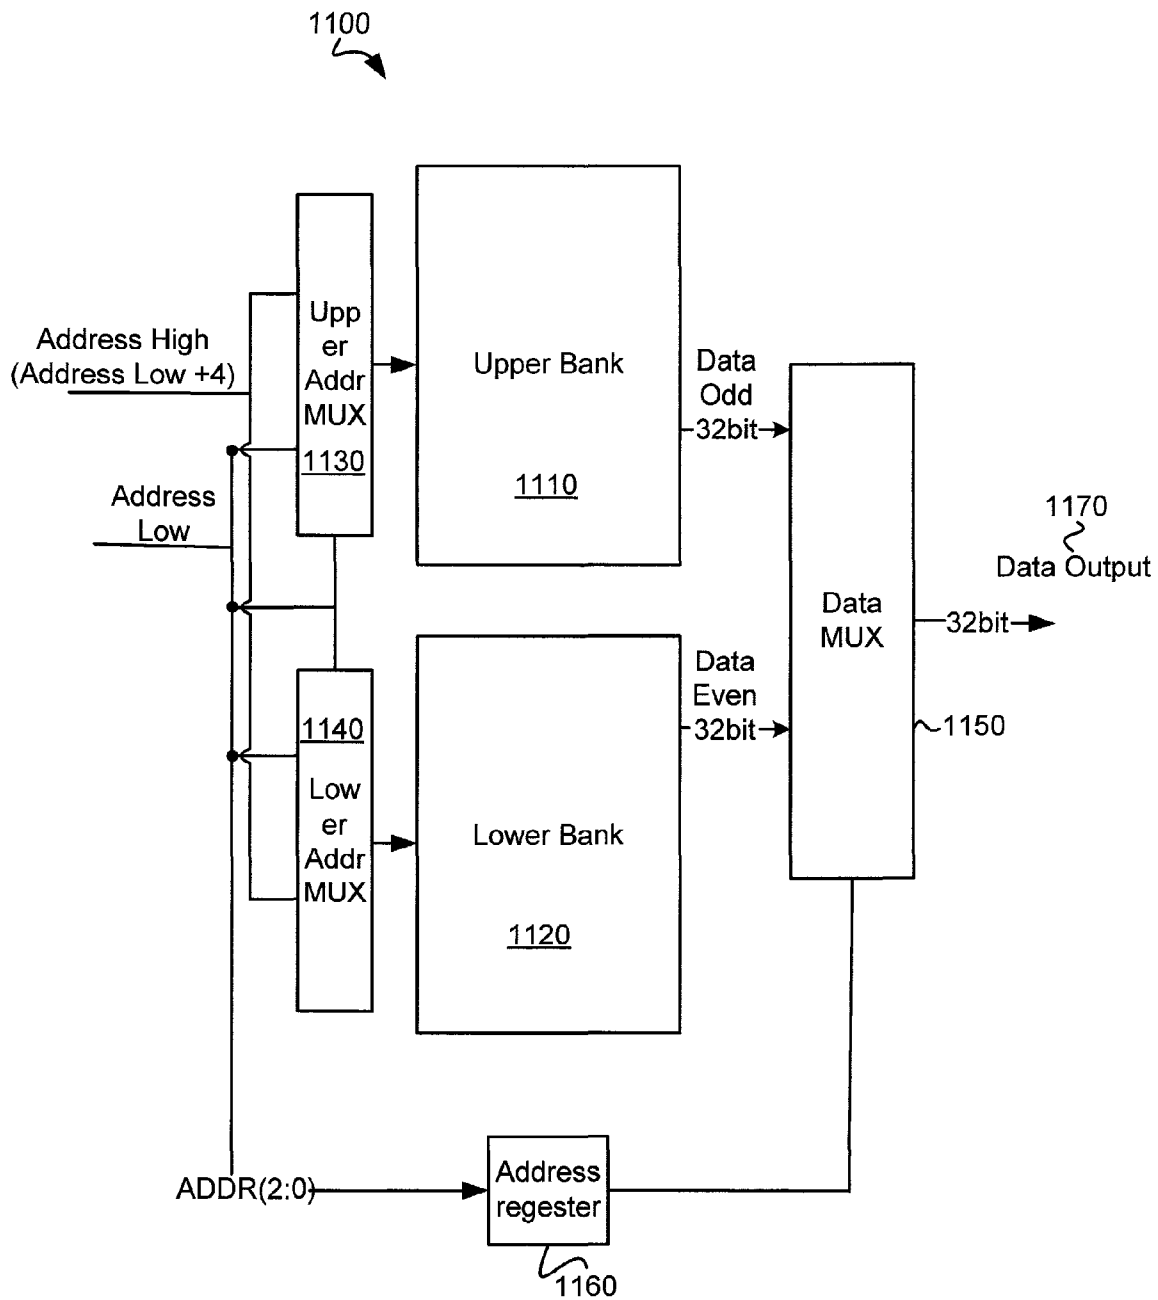 1100
Address High
(Address Low +4)
Address
Low
Upp
er
Addr
MUX
1130
Upper Bank
1110
Data
Odd
32bit
1140
Low
er
Addr
MUX
Lower Bank
1120
Data
Even
32bit
Data
MUX
1150
1170
Data Output
32bit
ADDR(2:0)
Address
regester
1160